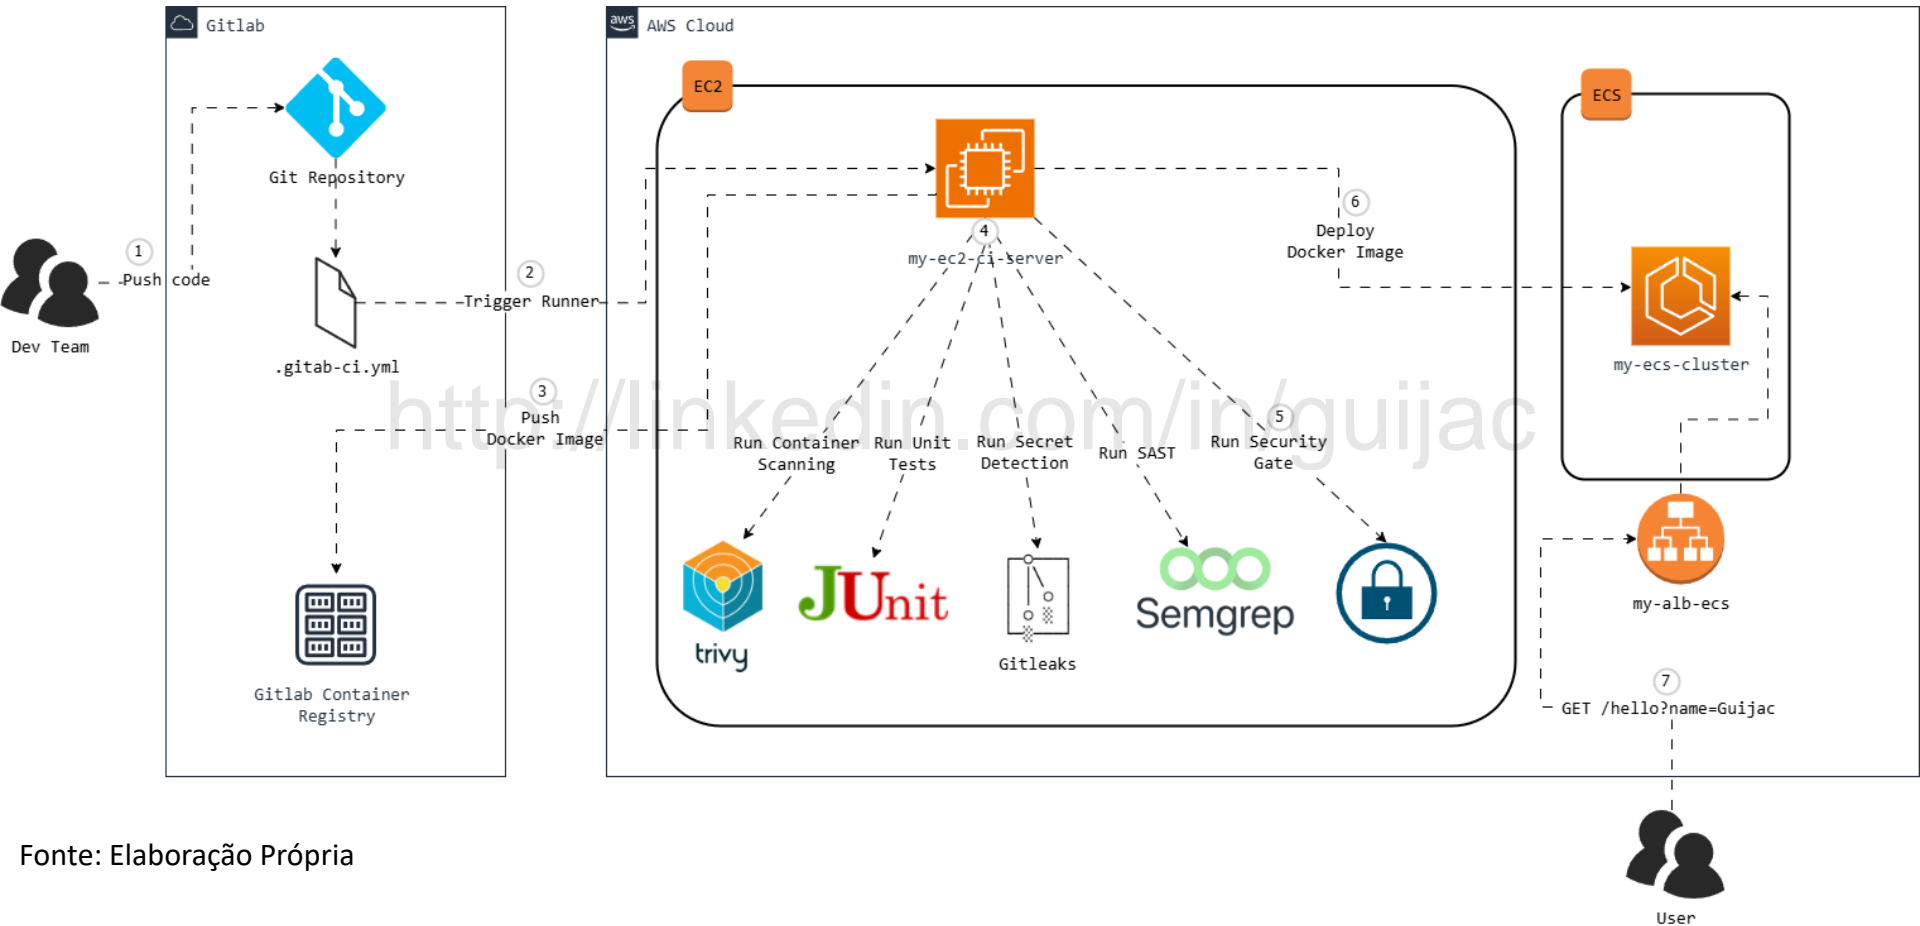 Gitlab
aws
AWS Cloud
EC2
ECS
Git Repository
1
Push code
Dev Team
.gitab-ci.yml
2
Trigger Runner
3
Push
Docker Image
Gitlab Container
Registry
4
my-ec2-ci-server
6
Deploy
Docker Image
my-ecs-cluster
http://linkedin.com/in/guijac
Run Container
Scanning
Run Unit
Tests
Run Secret
Detection
Run SAST
5
Run Security
Gate
trivy
JUnit
Gitleaks
Semgrep
my-alb-ecs
7
GET /hello?name=Guijac
User
Fonte: Elaboração Própria